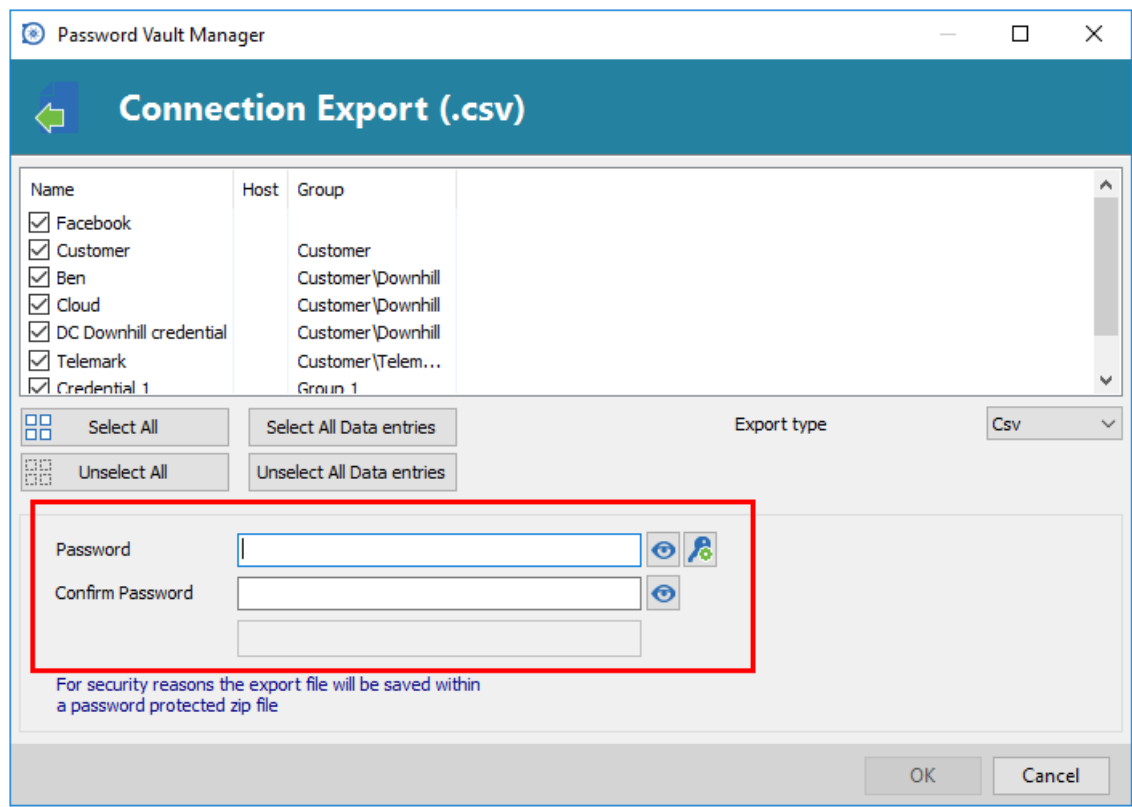 Password Vault Manager
Connection Export (.csv)
Name Host Group
Facebook
Customer Customer
Ben Customer\Downhill
Cloud Customer\Downhill
DC Downhill credential Customer\Downhill
Telemark Customer\Telem...
Credential 1 Group 1
Select All Select All Data entries Export type Csv
Unselect All Unselect All Data entries
Password
Confirm Password
For security reasons the export file will be saved within
a password protected zip file
OK Cancel